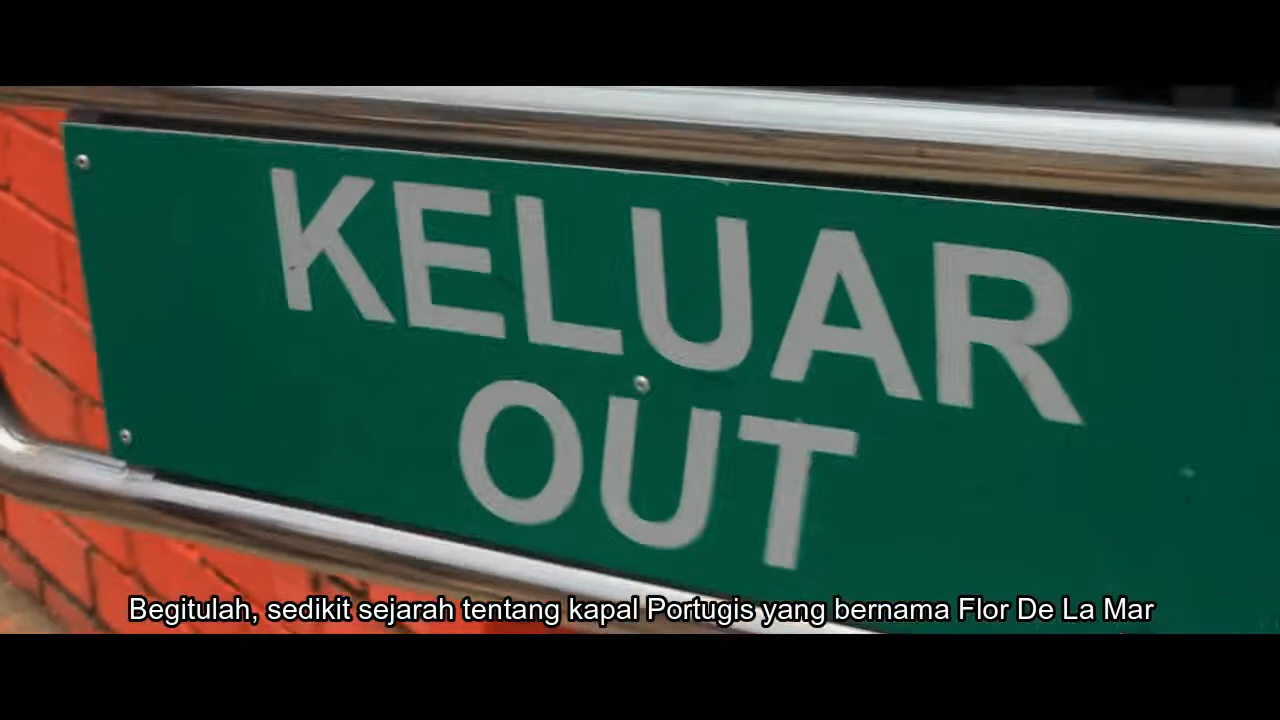 KELUAR
OUT
Begitulah, sedikit sejarah tentang kapal Portugis yang bernama Flor De La Mar